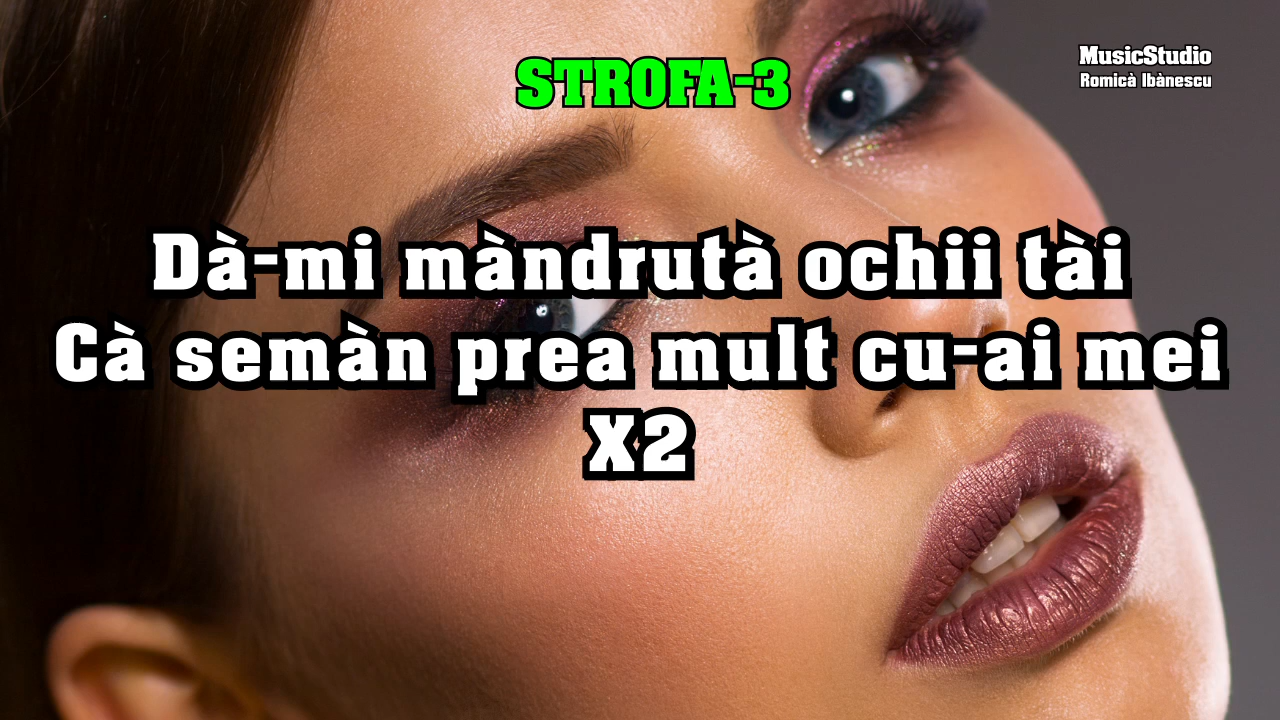 STROFA-3
MusicStudio
Romicà Ibànescu
Dà-mi màndrutà ochii tài
Cà semàn prea mult cu-ai mei
X2